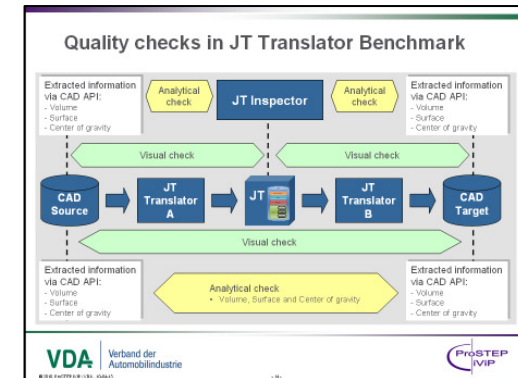 Quality checks in JT Translator Benchmark
Extracted information
via CAD API:
- Volume
- Surface
- Center of gravity
Analytical
check
JT Inspector
Analytical
check
Extracted information
via CAD API:
- Volume
- Surface
- Center of gravity
Visual check
Visual check
CAD
Source
JT
Translator
A
JT
JT
Translator
B
CAD
Target
Visual check
Extracted information
via CAD API:
- Volume
- Surface
- Center of gravity
Analytical check
• Volume, Surface and Center of gravity
Extracted information
via CAD API:
- Volume
- Surface
- Center of gravity
VDA
Verband der
Automobilindustrie
ProSTEP
iViP